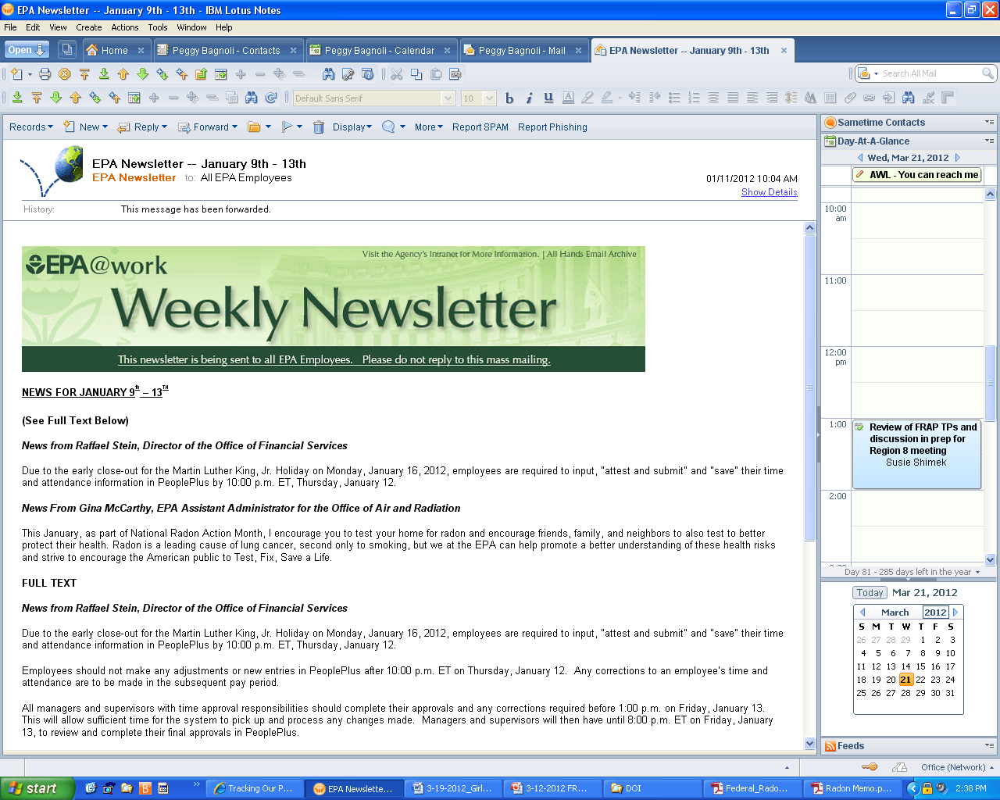 EPA Newsletter -- January 9th - 13th - IBM Lotus Notes
File Edit View Create Actions Tools Window Help
Open Home Peggy Bagnoli - Contacts Peggy Bagnoli - Calendar Peggy Bagnoli - Mail EPA Newsletter -- January 9th - 13th
Search All Mail
Default Sans Serif 10 b i u
Records New Reply Forward Display More Report SPAM Report Phishing
EPA Newsletter -- January 9th - 13th
EPA Newsletter to: All EPA Employees
01/11/2012 10:04 AM
Show Details
History: This message has been forwarded.
Visit the Agency's Intranet for More Information. | All Hands Email Archive
EPA@work
Weekly Newsletter
This newsletter is being sent to all EPA Employees. Please do not reply to this mass mailing.
NEWS FOR JANUARY 9th – 13TH
(See Full Text Below)
News from Raffael Stein, Director of the Office of Financial Services
Due to the early close-out for the Martin Luther King, Jr. Holiday on Monday, January 16, 2012, employees are required to input, "attest and submit" and "save" their time
and attendance information in PeoplePlus by 10:00 p.m. ET, Thursday, January 12.
News From Gina McCarthy, EPA Assistant Administrator for the Office of Air and Radiation
This January, as part of National Radon Action Month, I encourage you to test your home for radon and encourage friends, family, and neighbors to also test to better
protect their health. Radon is a leading cause of lung cancer, second only to smoking, but we at the EPA can help promote a better understanding of these health risks
and strive to encourage the American public to Test, Fix, Save a Life.
FULL TEXT
News from Raffael Stein, Director of the Office of Financial Services
Due to the early close-out for the Martin Luther King, Jr. Holiday on Monday, January 16, 2012, employees are required to input, "attest and submit" and "save" their time
and attendance information in PeoplePlus by 10:00 p.m. ET, Thursday, January 12.
Employees should not make any adjustments or new entries in PeoplePlus after 10:00 p.m. ET on Thursday, January 12. Any corrections to an employee's time and
attendance are to be made in the subsequent pay period.
All managers and supervisors with time approval responsibilities should complete their approvals and any corrections required before 1:00 p.m. on Friday, January 13.
This will allow sufficient time for the system to pick up and process any changes made. Managers and supervisors will then have until 8:00 p.m. ET on Friday, January
13, to review and complete their final approvals in PeoplePlus.
Sametime Contacts
Day-At-A-Glance
Wed, Mar 21, 2012
AWL - You can reach me
10:00
am
11:00
12:00
pm
1:00
Review of FRAP TPs and
discussion in prep for
Region 8 meeting
Susie Shimek
2:00
Day 81 - 285 days left in the year
Today Mar 21, 2012
March 2012
S M T W T F S
26 27 28 29 1 2 3
4 5 6 7 8 9 10
11 12 13 14 15 16 17
18 19 20 21 22 23 24
25 26 27 28 29 30 31
Feeds
Office (Network)
start Tracking Our P... EPA Newslette... 3-19-2012_Girl... 3-12-2012 FR... DOI Federal_Rado... Radon Memo.p... 2:38 PM